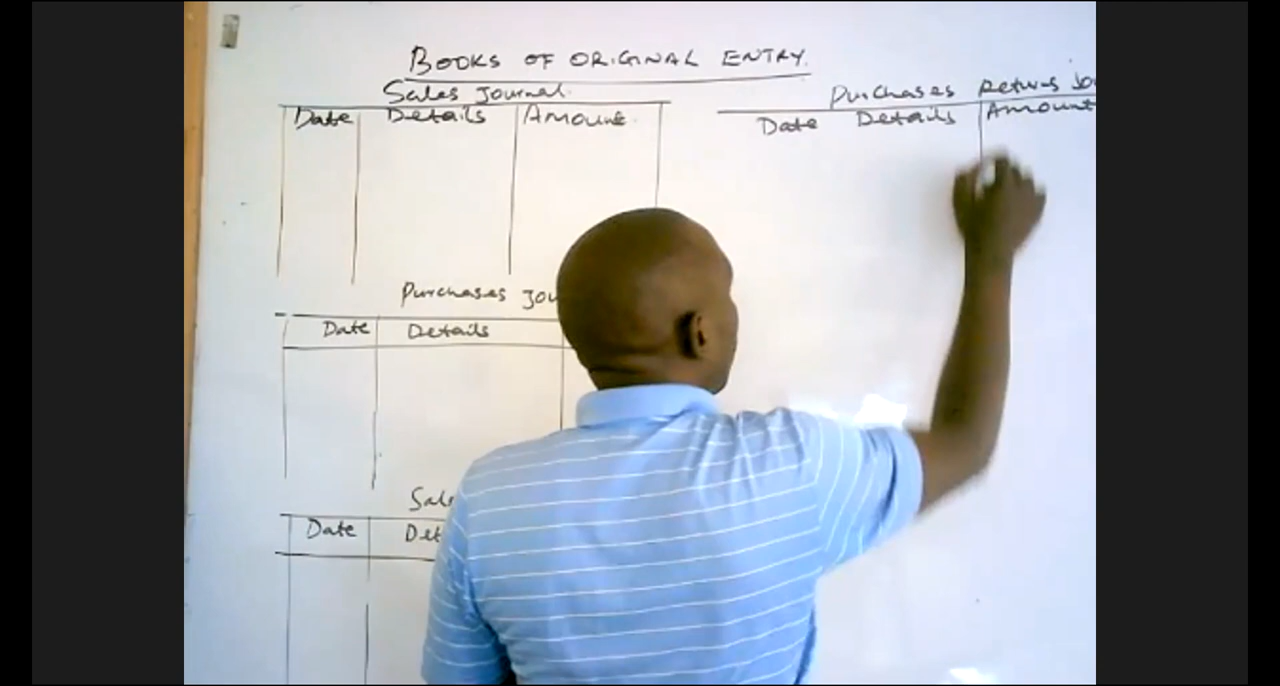 BOOKS OF ORIGINAL ENTRY.
Sales Journal.
Date Details Amount.
Purchases
Date Details
Date
Purchases Returns
Date Details Amount